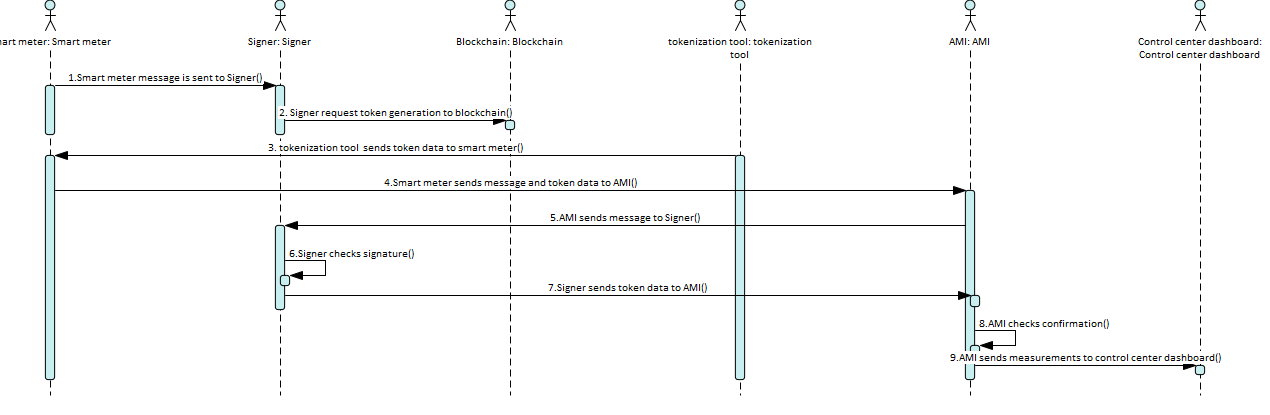 art meter: Smart meter
Signer: Signer
Blockchain: Blockchain
tokenization tool: tokenization
tool
AMI: AMI
Control center dashboard:
Control center dashboard
1.Smart meter message is sent to Signer()
2. Signer request token generation to blockchain()
3. tokenization tool  sends token data to smart meter()
4.Smart meter sends message and token data to AMI()
5.AMI sends message to Signer()
6.Signer checks signature()
7.Signer sends token data to AMI()
8.AMI checks confirmation()
9.AMI sends measurements to control center dashboard()